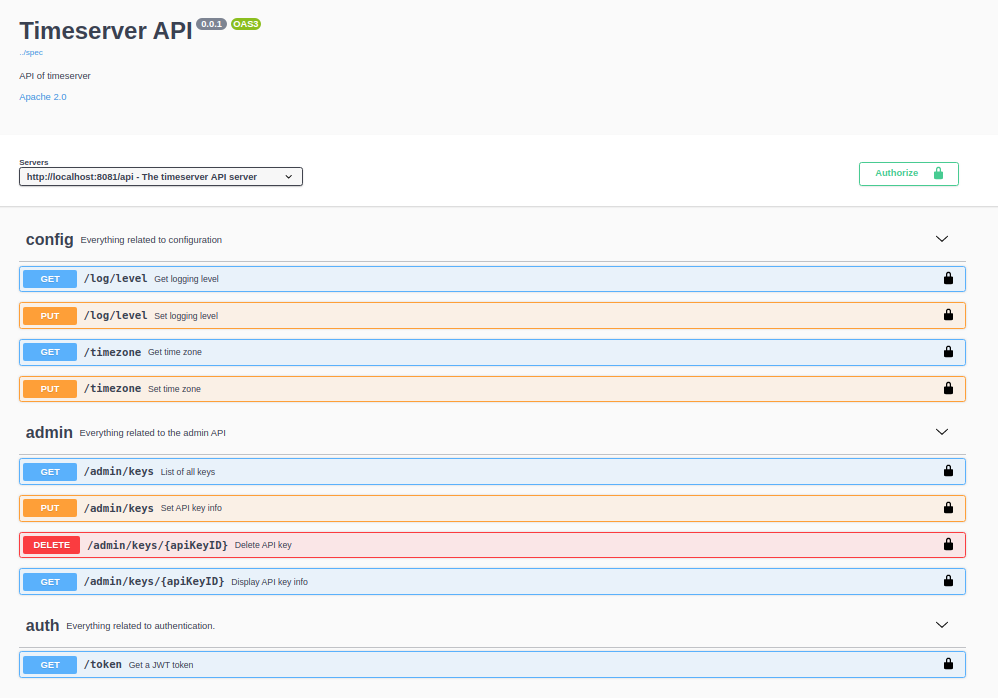 Timeserver API 0.0.1 OAS3
../spec
API of timeserver
Apache 2.0
Servers
http://localhost:8081/api - The timeserver API server
Authorize
config Everything related to configuration
GET /log/level Get logging level
PUT /log/level Set logging level
GET /timezone Get time zone
PUT /timezone Set time zone
admin Everything related to the admin API
GET /admin/keys List of all keys
PUT /admin/keys Set API key info
DELETE /admin/keys/{apiKeyID} Delete API key
GET /admin/keys/{apiKeyID} Display API key info
auth Everything related to authentication.
GET /token Get a JWT token